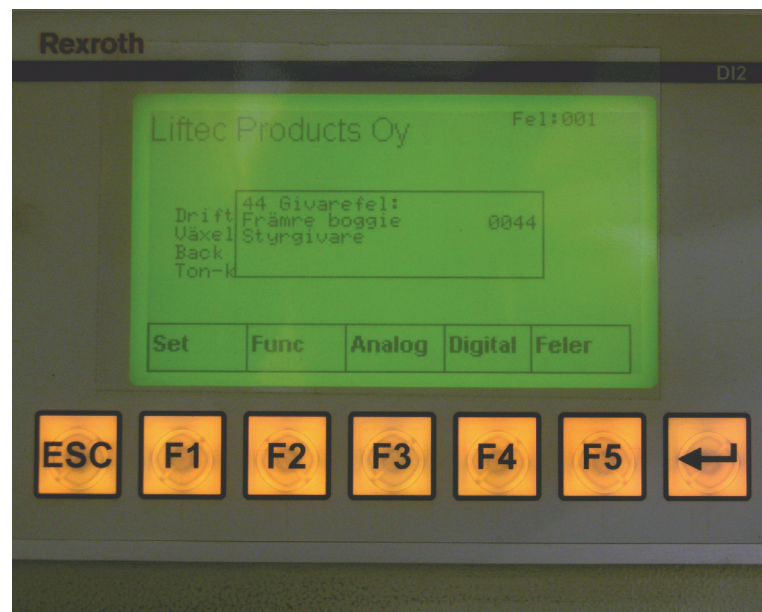 Rexroth
DI2
Liftec Products Oy
Fel:001
44 Givarefel:
Främre boggie 0044
Styrgivare
Drift
Växel
Back
Ton-k
Set Func Analog Digital Feler
ESC F1 F2 F3 F4 F5